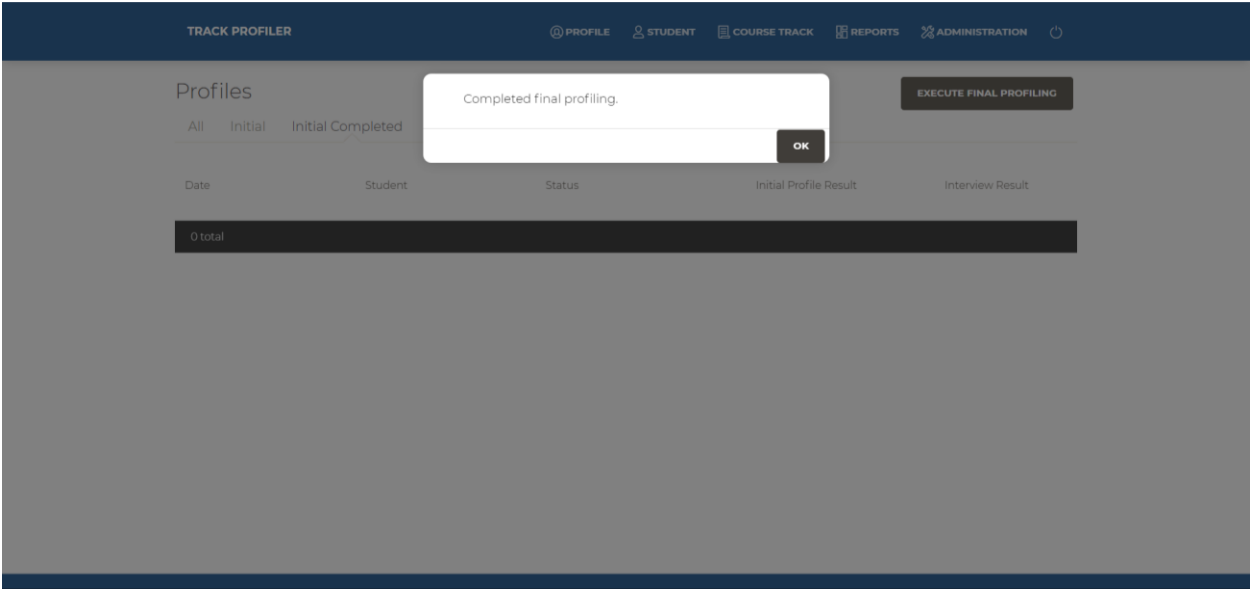 TRACK PROFILER PROFILE STUDENT COURSE TRACK REPORTS ADMINISTRATION
Profiles
EXECUTE FINAL PROFILING
Completed final profiling.
All Initial Initial Completed
OK
Date Student Status Initial Profile Result Interview Result
0 total